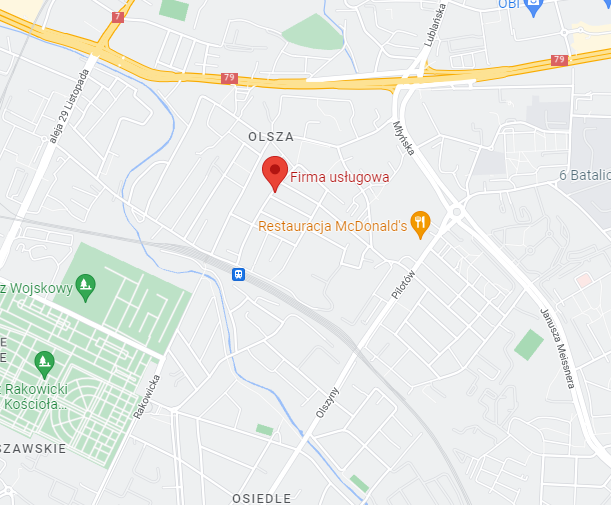 OBI
7
Lublańska
79
79
aleja 29 Listopada
OLSZA
Młyńska
Firma usługowa
6 Batalio
Restauracja McDonald's
z Wojskowy
Pilotów
Janusza Meissnera
E
E
Rakowicki
Kościoła...
Rakowicka
Olszyny
SZAWSKIE
OSIEDLE